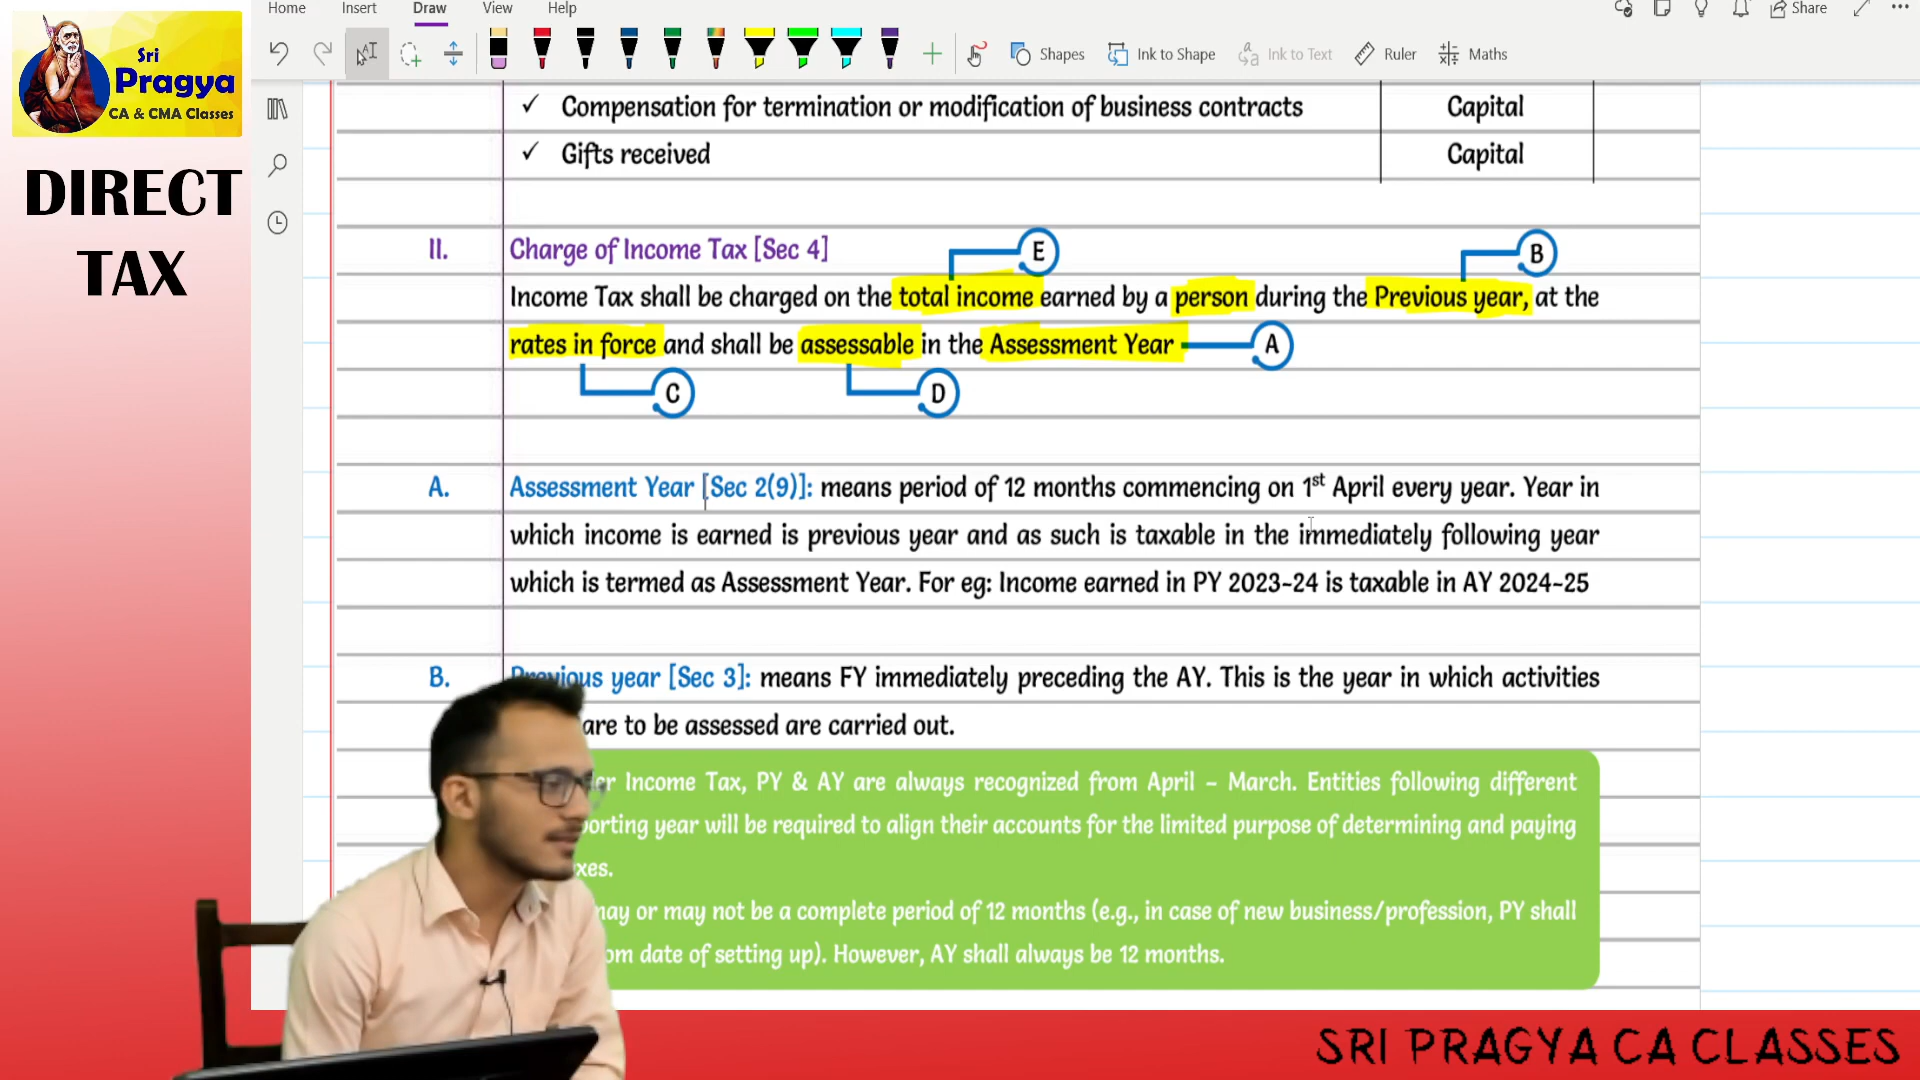 Home Insert Draw View Help Share
Shapes Ink to Shape Ink to Text Ruler Maths
Sri
Pragya
CA & CMA Classes
DIRECT
TAX
✓ Compensation for termination or modification of business contracts Capital
✓ Gifts received Capital
II. Charge of Income Tax [Sec 4]
E
B
Income Tax shall be charged on the total income earned by a person during the Previous year, at the
rates in force and shall be assessable in the Assessment Year A
C
D
A. Assessment Year [Sec 2(9)]: means period of 12 months commencing on 1st April every year. Year in
which income is earned is previous year and as such is taxable in the immediately following year
which is termed as Assessment Year. For eg: Income earned in PY 2023-24 is taxable in AY 2024-25
B. Previous year [Sec 3]: means FY immediately preceding the AY. This is the year in which activities
are to be assessed are carried out.
Income Tax, PY & AY are always recognized from April - March. Entities following different
year will be required to align their accounts for the limited purpose of determining and paying
may or may not be a complete period of 12 months (e.g., in case of new business/profession, PY shall
date of setting up). However, AY shall always be 12 months.
SRI PRAGYA CA CLASSES